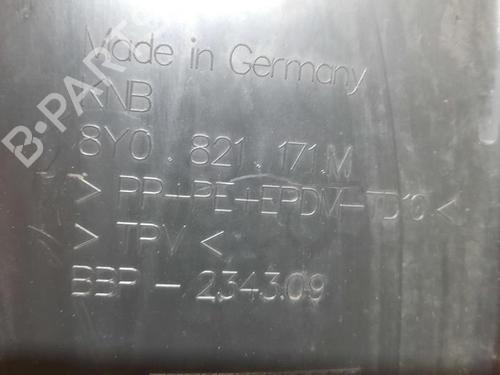 Made in Germany
KNB
8Y0 . 821 . 171.M
> PP-PE+EPDM-TD10 <
> TPV <
BBP - 234309
B-PARTS